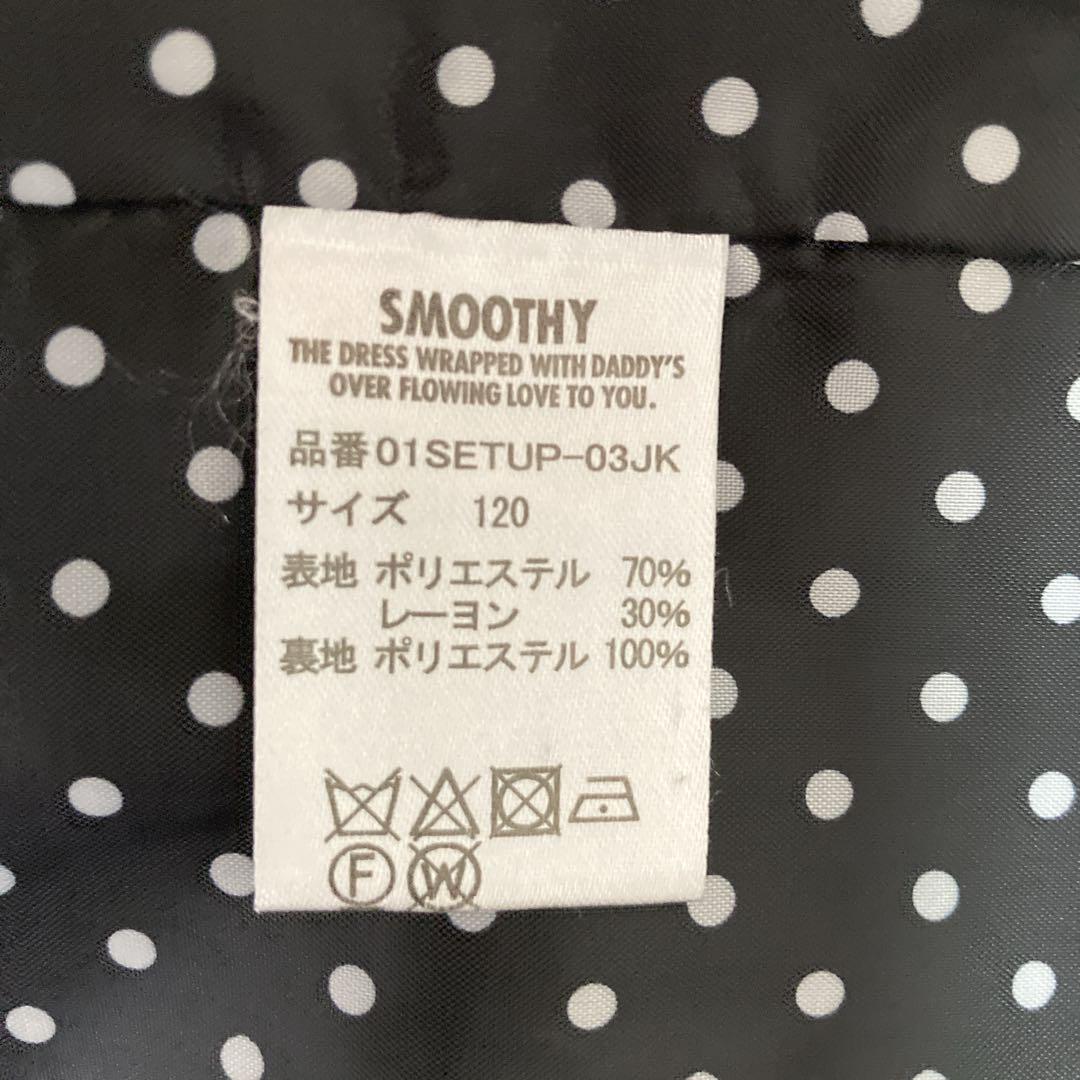 SMOOTHY
THE DRESS WRAPPED WITH DADDY'S
OVER FLOWING LOVE TO YOU.
品番01SETUP-03JK
サイズ 120
表地 ポリエステル 70%
レーヨン 30%
裏地 ポリエステル 100%
F W